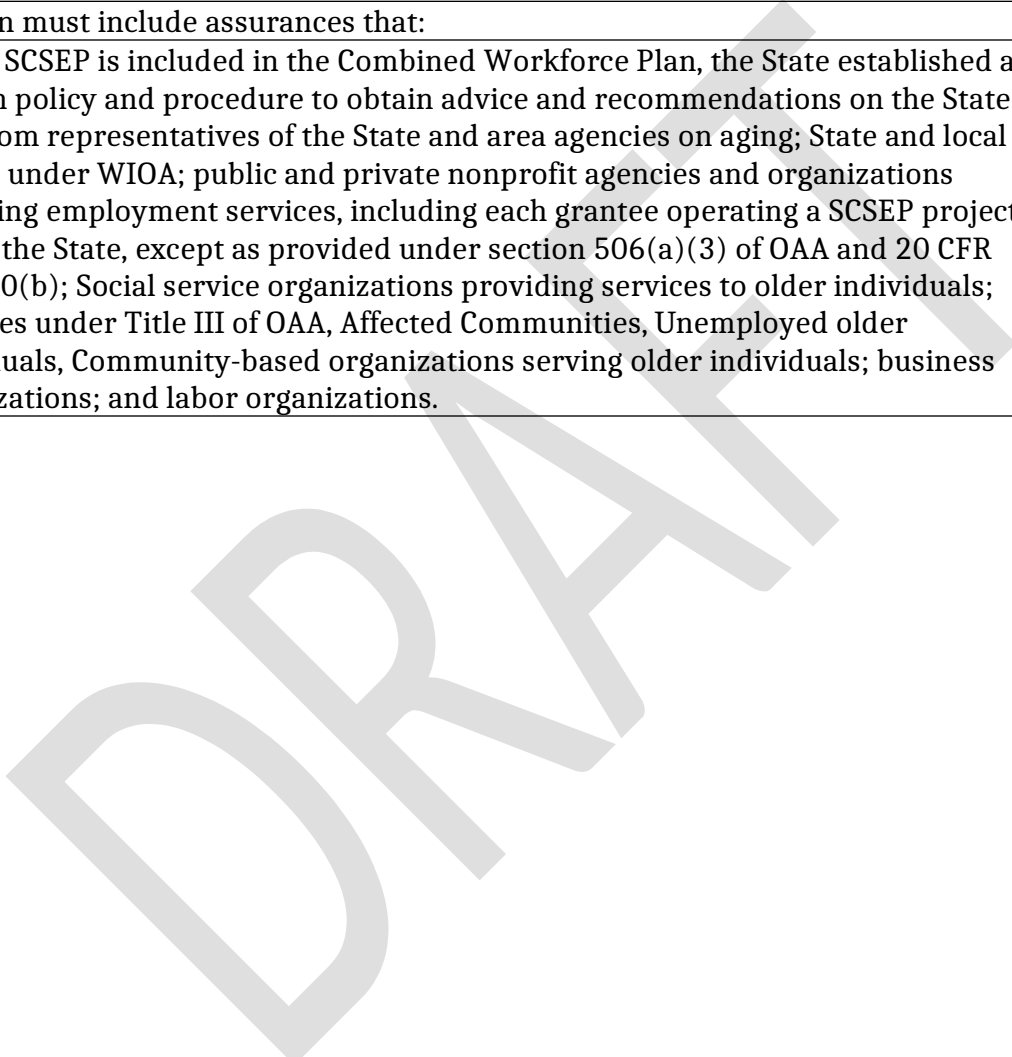 n must include assurances that:
SCSEP is included in the Combined Workforce Plan, the State established a
policy and procedure to obtain advice and recommendations on the State
om representatives of the State and area agencies on aging; State and local
under WIOA; public and private nonprofit agencies and organizations
ing employment services, including each grantee operating a SCSEP project
the State, except as provided under section 506(a)(3) of OAA and 20 CFR
0(b); Social service organizations providing services to older individuals;
es under Title III of OAA, Affected Communities, Unemployed older
uals, Community-based organizations serving older individuals; business
zations; and labor organizations.
DRAFT